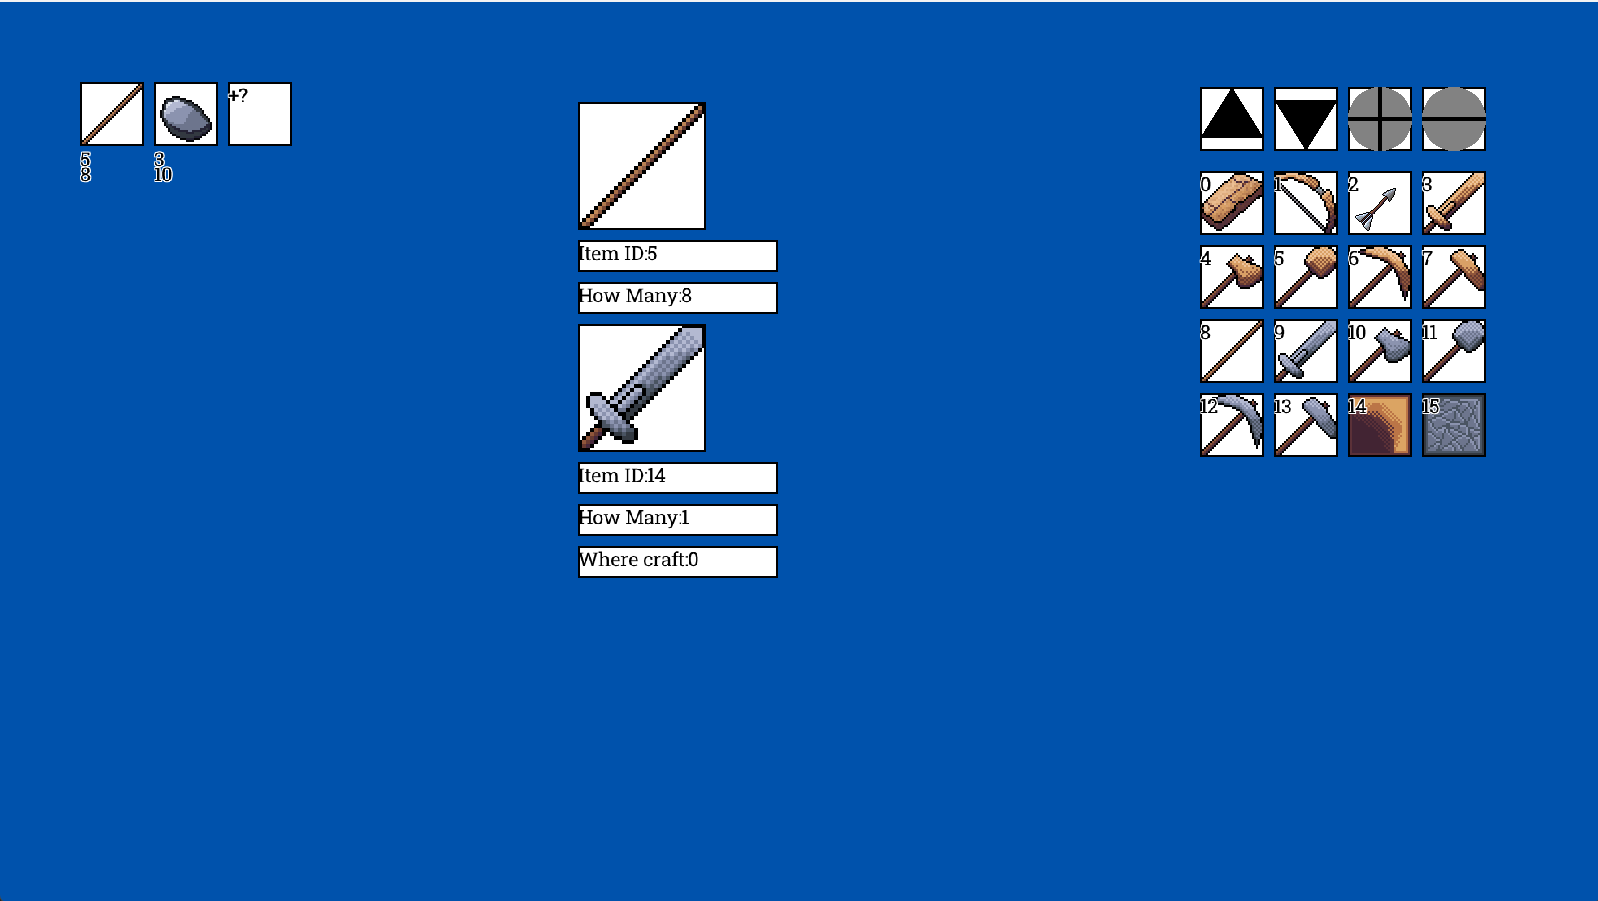 +?
5 3
8 10
Item ID:5
How Many:8
Item ID:14
How Many:1
Where craft:0
0 1 2 3
4 5 6 7
8 9 10 11
12 13 14 15